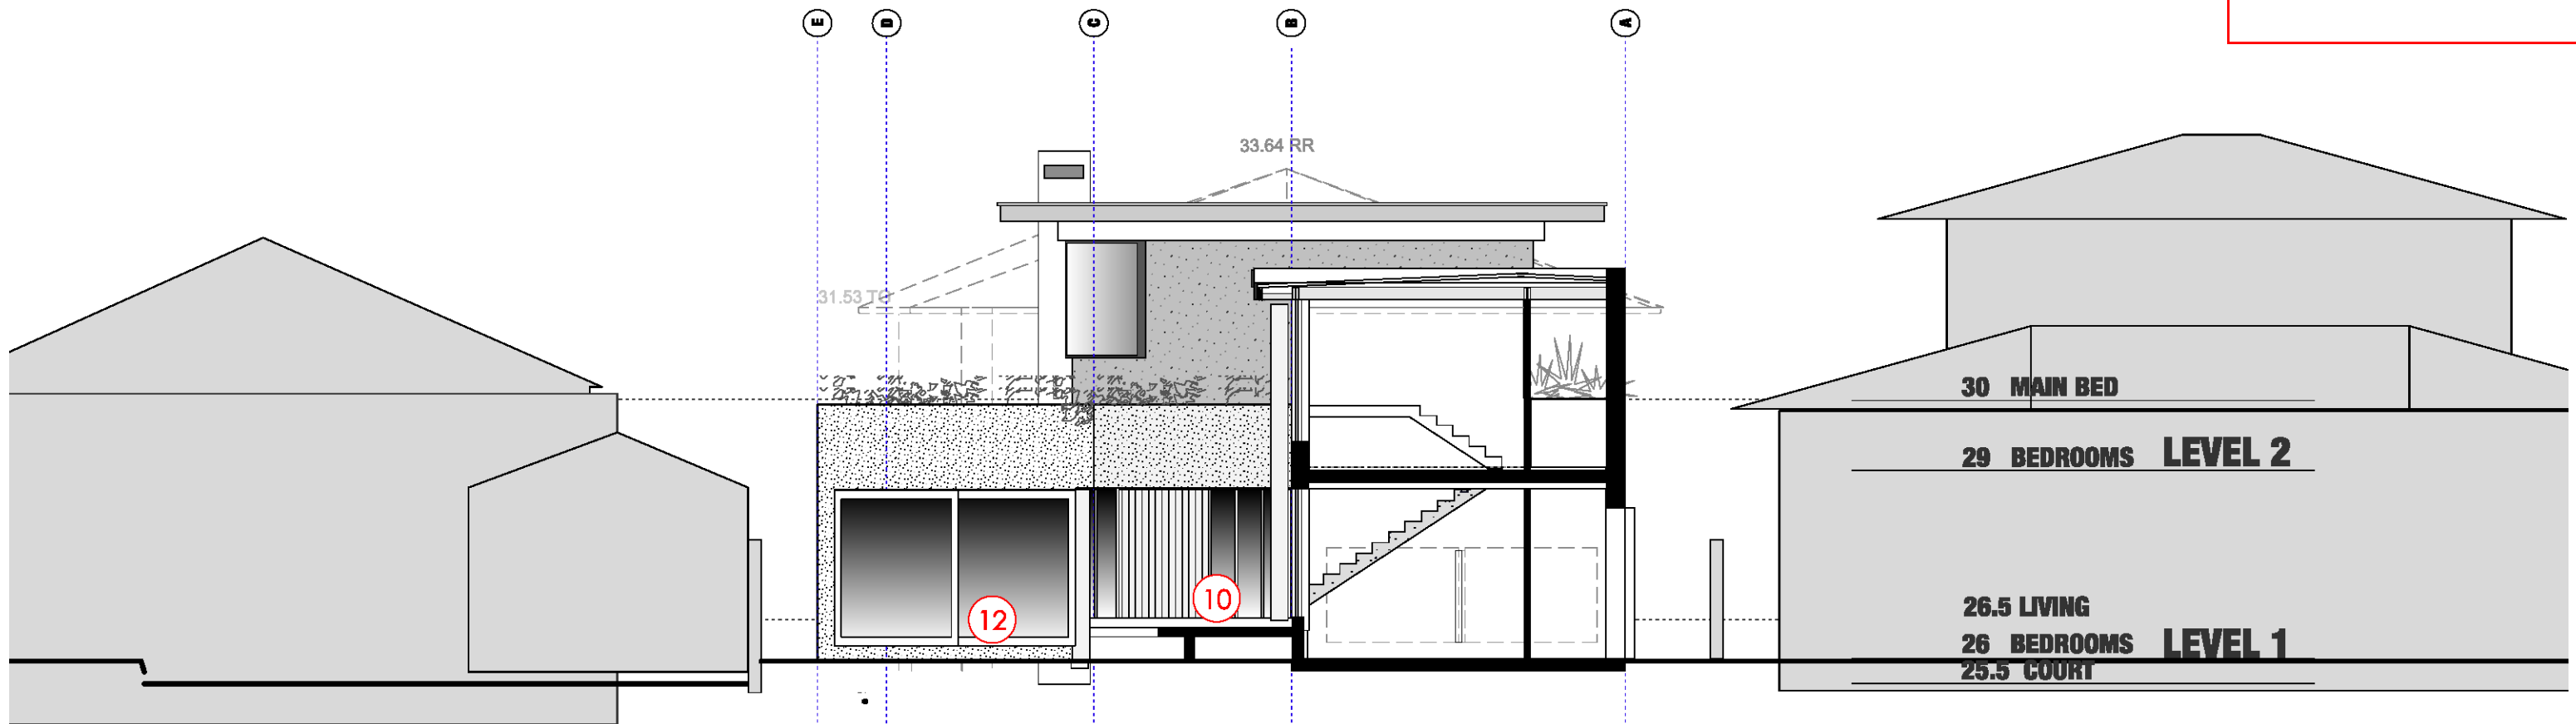 E D C B A
33.64 RR
31.53 TO
30 MAIN BED
29 BEDROOMS LEVEL 2
10
12
26.5 LIVING
26 BEDROOMS LEVEL 1
25.5 COURT